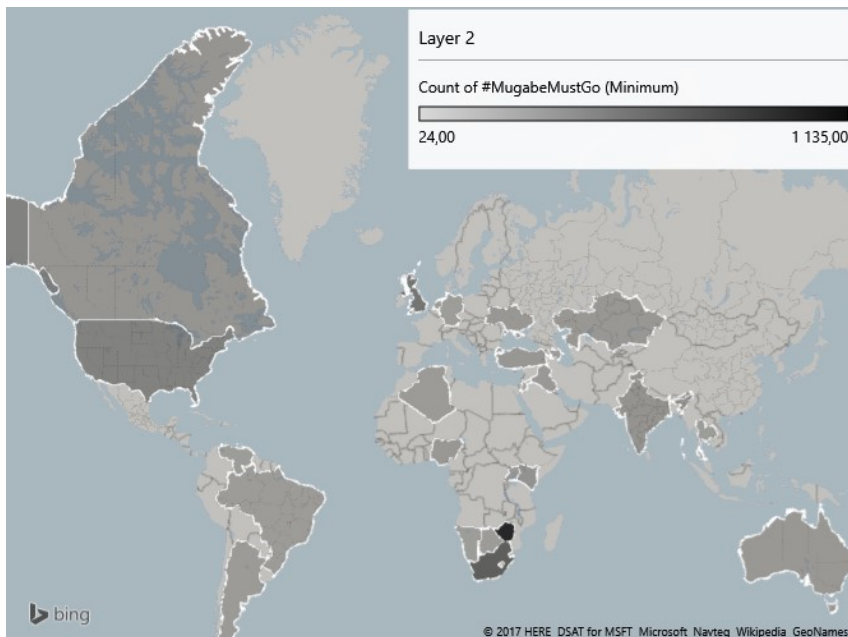 Layer 2
Count of #MugabeMustGo (Minimum)
24,00 1 135,00
bing
© 2017 HERE DSAT for MSFT Microsoft Navteq Wikipedia GeoNames